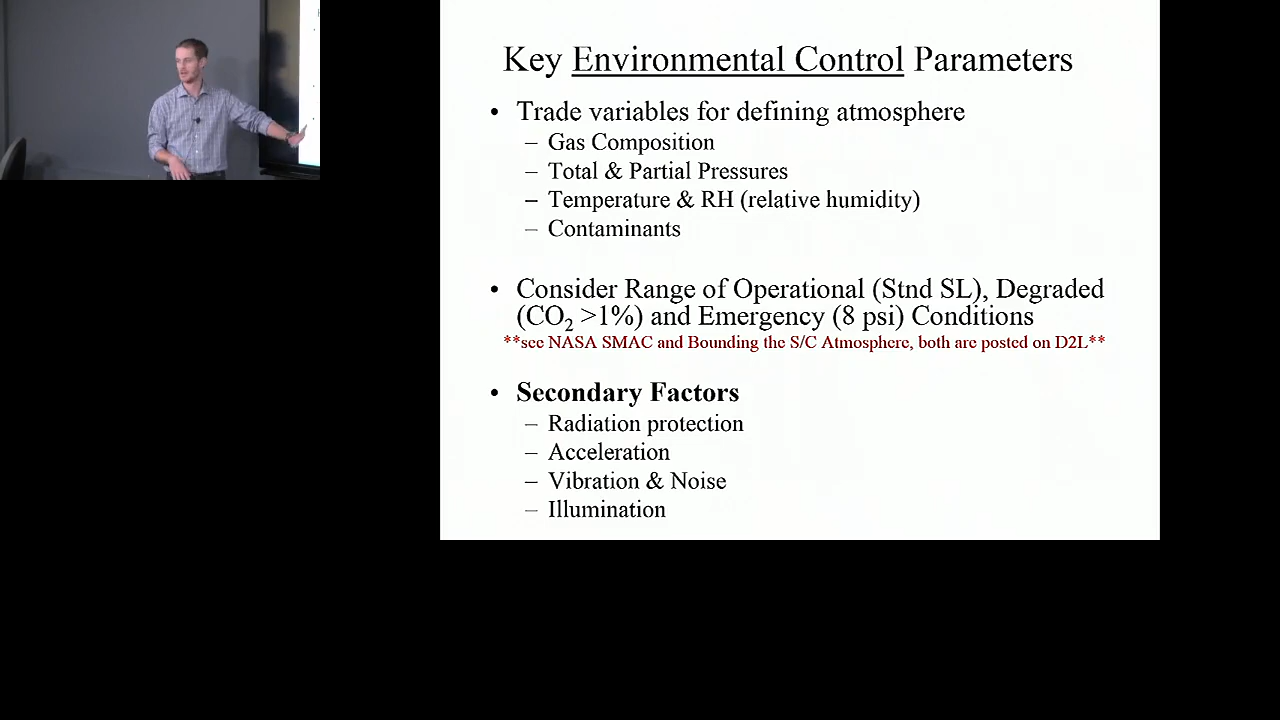 Key Environmental Control Parameters
• Trade variables for defining atmosphere
– Gas Composition
– Total & Partial Pressures
– Temperature & RH (relative humidity)
– Contaminants
• Consider Range of Operational (Stnd SL), Degraded
(CO₂ >1%) and Emergency (8 psi) Conditions
**see NASA SMAC and Bounding the S/C Atmosphere, both are posted on D2L**
• Secondary Factors
– Radiation protection
– Acceleration
– Vibration & Noise
– Illumination